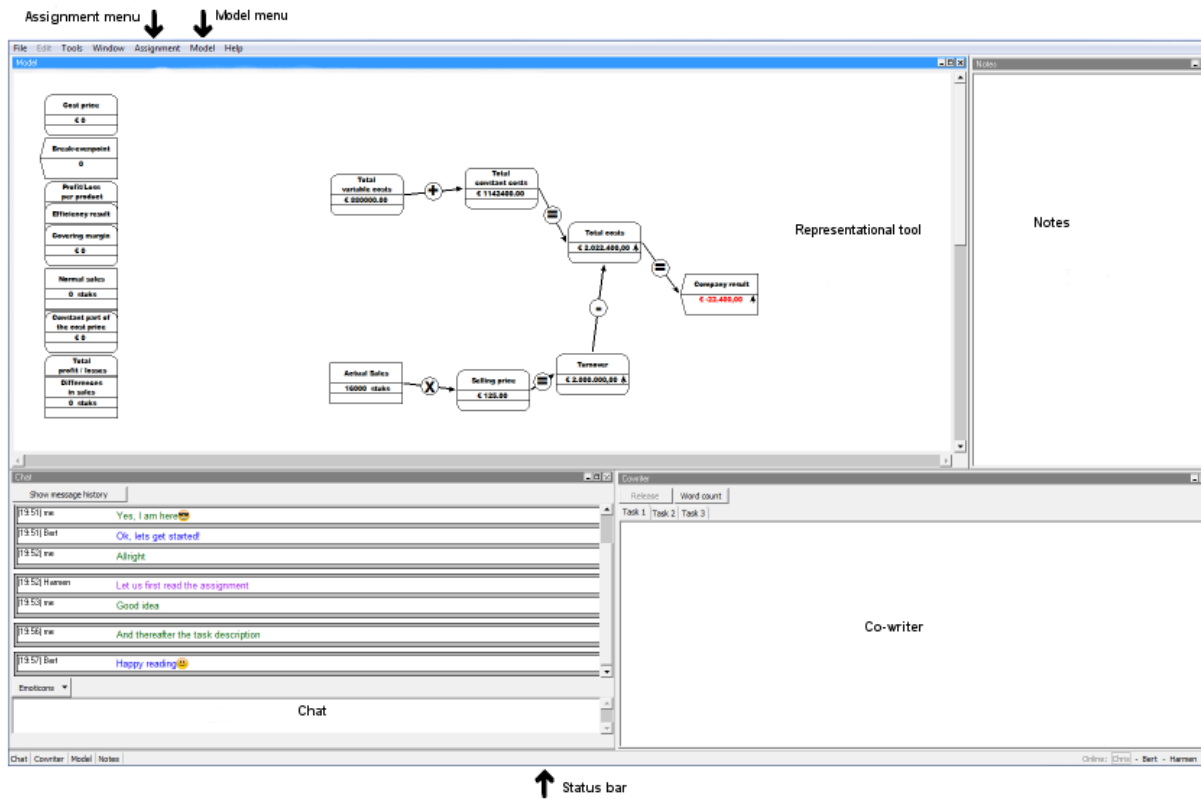 Assignment menu
Model menu
File Edit Tools Window Assignment Model Help
Model
Notes
Cost price
€ 0
Break-evenpoint
0
Profit/Loss
per product
Efficiency result
Covering margin
€ 0
Normal sales
0 stuks
Constant part of
the cost price
€ 0
Total
profit / losses
Differences
in sales
0 stuks
Total
variable costs
€ 880000.00
+
Total
constant costs
€ 1142400.00
=
Total costs
€ 2.022.400,00
=
Company result
€ -22.400,00
-
Actual Sales
16000 stuks
X
Selling price
€ 125.00
=
Turnover
€ 2.000.000,00
Representational tool
Notes
Chat
Show message history
[19:51] me Yes, I am here
[19:51] Bert Ok, lets get started!
[19:52] me Allright
[19:52] Harmen Let us first read the assignment
[19:53] me Good idea
[19:56] me And thereafter the task description
[19:57] Bert Happy reading
Emoticons
Chat
Cowriter
Release Word count
Task 1 Task 2 Task 3
Co-writer
Chat Cowriter Model Notes
Online: Chris - Bert - Harmen
Status bar